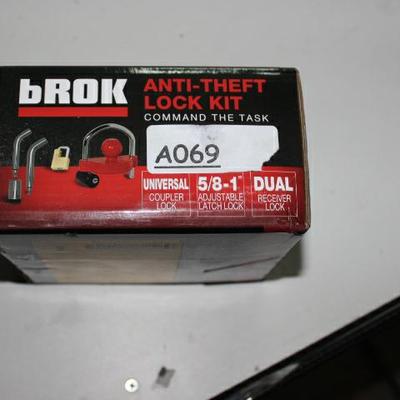 bROK
ANTI-THEFT
LOCK KIT
COMMAND THE TASK
A069
UNIVERSAL
COUPLER
LOCK
5/8-1"
ADJUSTABLE
LATCH LOCK
DUAL
RECEIVER
LOCK